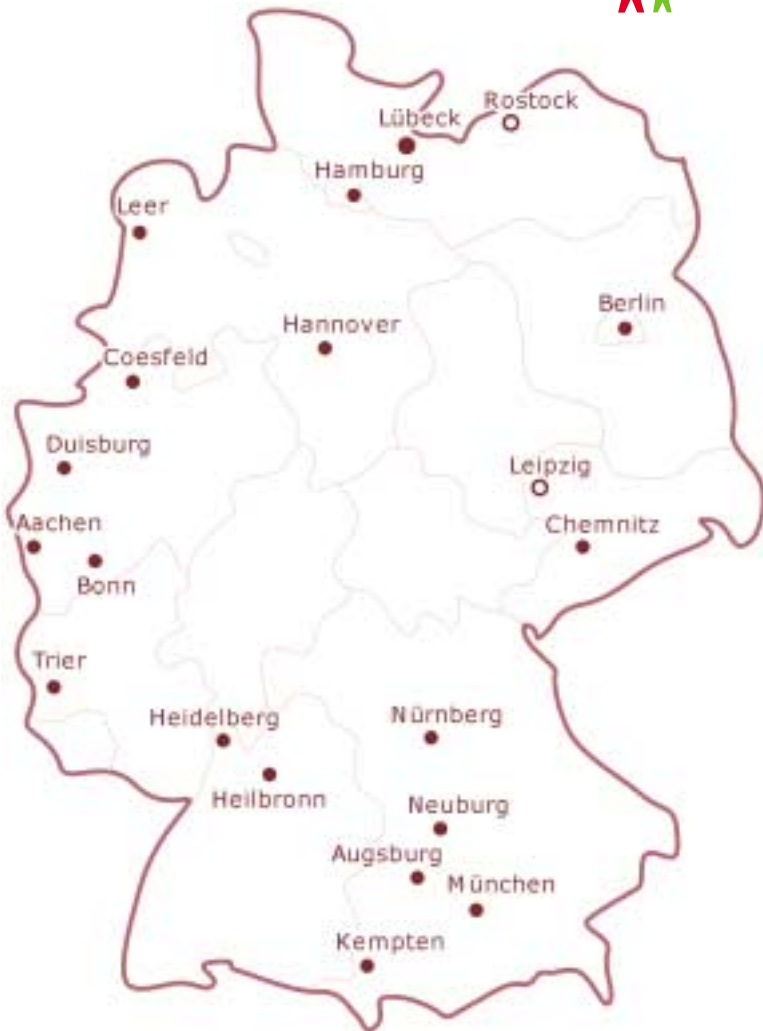 Rostock
Lübeck
Hamburg
Leer
Berlin
Hannover
Coesfeld
Duisburg
Leipzig
Aachen
Chemnitz
Bonn
Trier
Heidelberg
Nürnberg
Heilbronn
Neuburg
Augsburg
München
Kempten